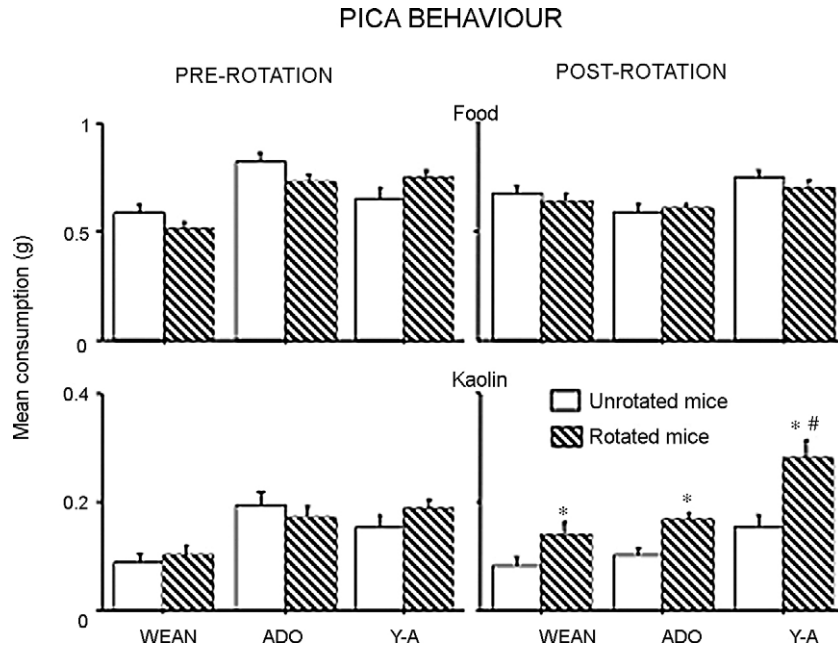 PICA BEHAVIOUR
PRE-ROTATION
POST-ROTATION
Food
1
0.5
0
Mean consumption (g)
Kaolin
0.4
0.2
0
Unrotated mice
Rotated mice
*
*
* #
WEAN ADO Y-A
WEAN ADO Y-A